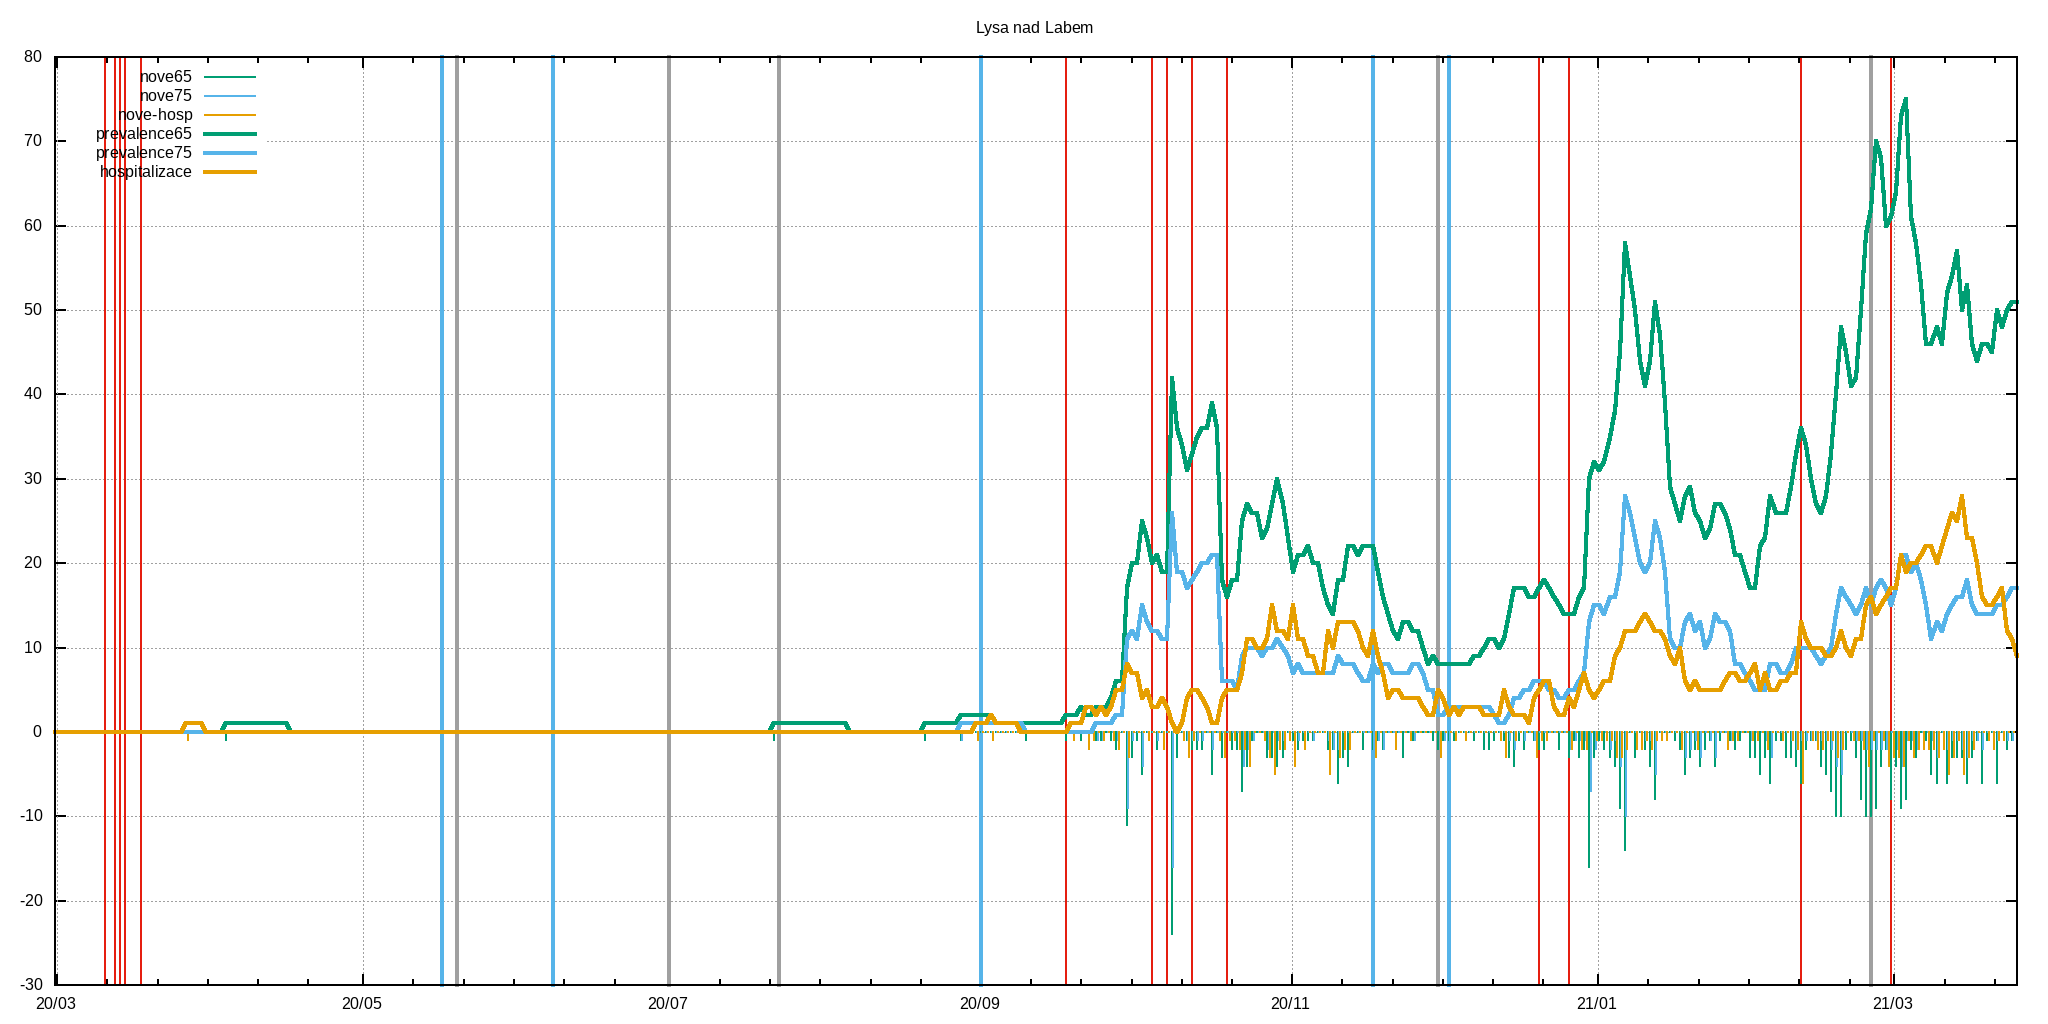 Lysa nad Labem
80
70
60
50
40
30
20
10
0
-10
-20
-30
nove65
nove75
nove-hosp
prevalence65
prevalence75
hospitalizace
20/03 20/05 20/07 20/09 20/11 21/01 21/03